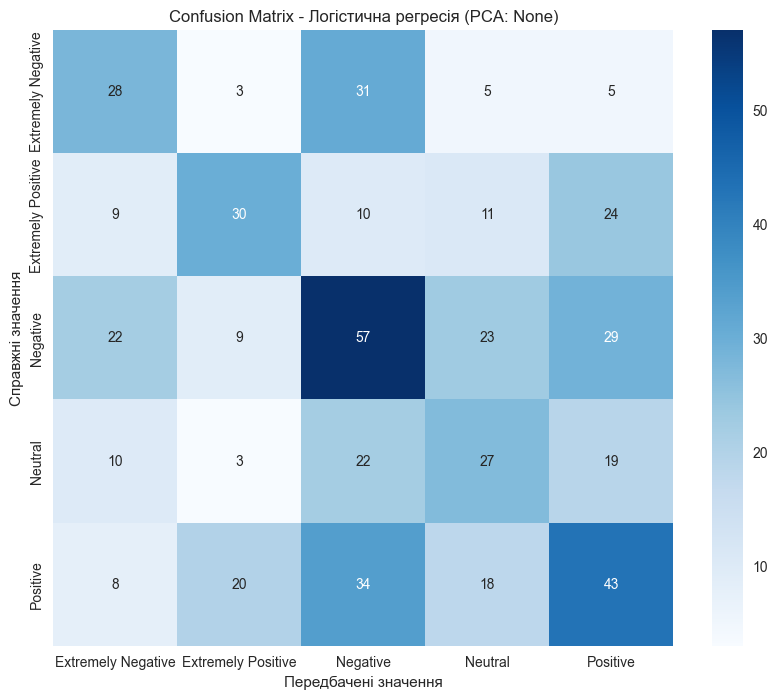 Confusion Matrix - Логістична регресія (PCA: None)
Справжні значення
Extremely Negative
28 3 31 5 5
Extremely Positive
9 30 10 11 24
Negative
22 9 57 23 29
Neutral
10 3 22 27 19
Positive
8 20 34 18 43
Extremely Negative Extremely Positive Negative Neutral Positive
Передбачені значення
50
40
30
20
10